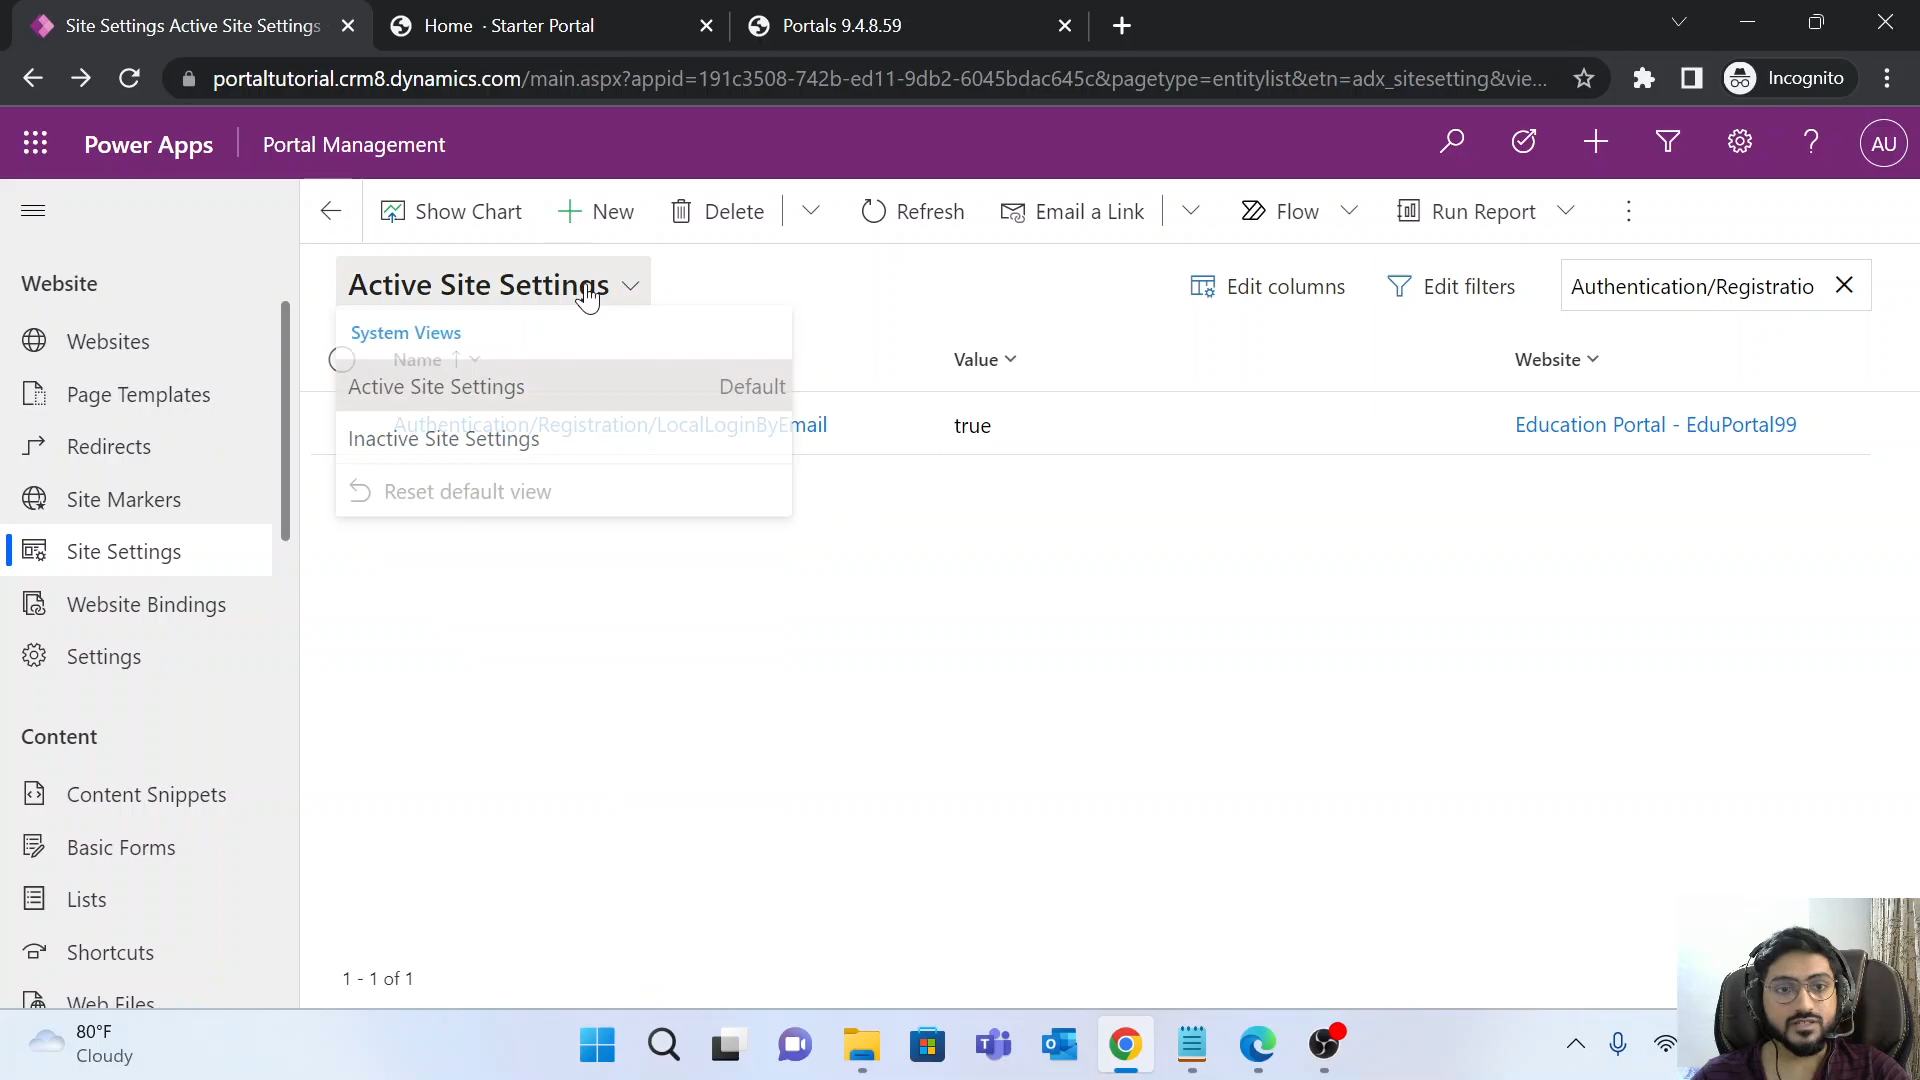 Site Settings Active Site Settings
Home · Starter Portal
Portals 9.4.8.59
portaltutorial.crm8.dynamics.com/main.aspx?appid=191c3508-742b-ed11-9db2-6045bdac645c&pagetype=entitylist&etn=adx_sitesetting&vie...
Incognito
Power Apps
Portal Management
AU
Show Chart
New
Delete
Refresh
Email a Link
Flow
Run Report
Website
Websites
Page Templates
Redirects
Site Markers
Site Settings
Website Bindings
Settings
Content
Content Snippets
Basic Forms
Lists
Shortcuts
Web Files
Active Site Settings
Edit columns
Edit filters
Authentication/Registratio
System Views
Name
Value
Website
Active Site Settings
Default
Authentication/Registration/LocalLoginByEmail
true
Education Portal - EduPortal99
Inactive Site Settings
Reset default view
1 - 1 of 1
80°F
Cloudy